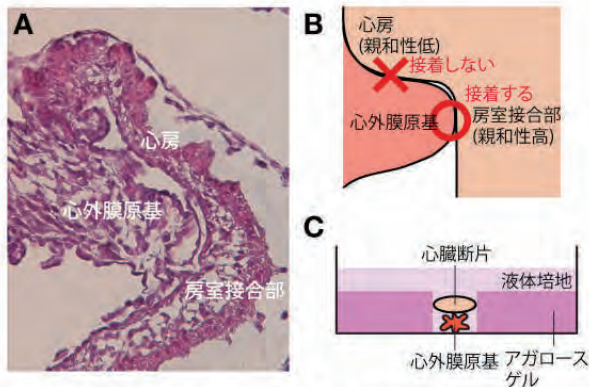 A
心房
心外膜原基
房室接合部
B
心房
(親和性低)
接着しない
接着する
心外膜原基
房室接合部
(親和性高)
C
心臓断片
液体培地
心外膜原基
アガロース
ゲル